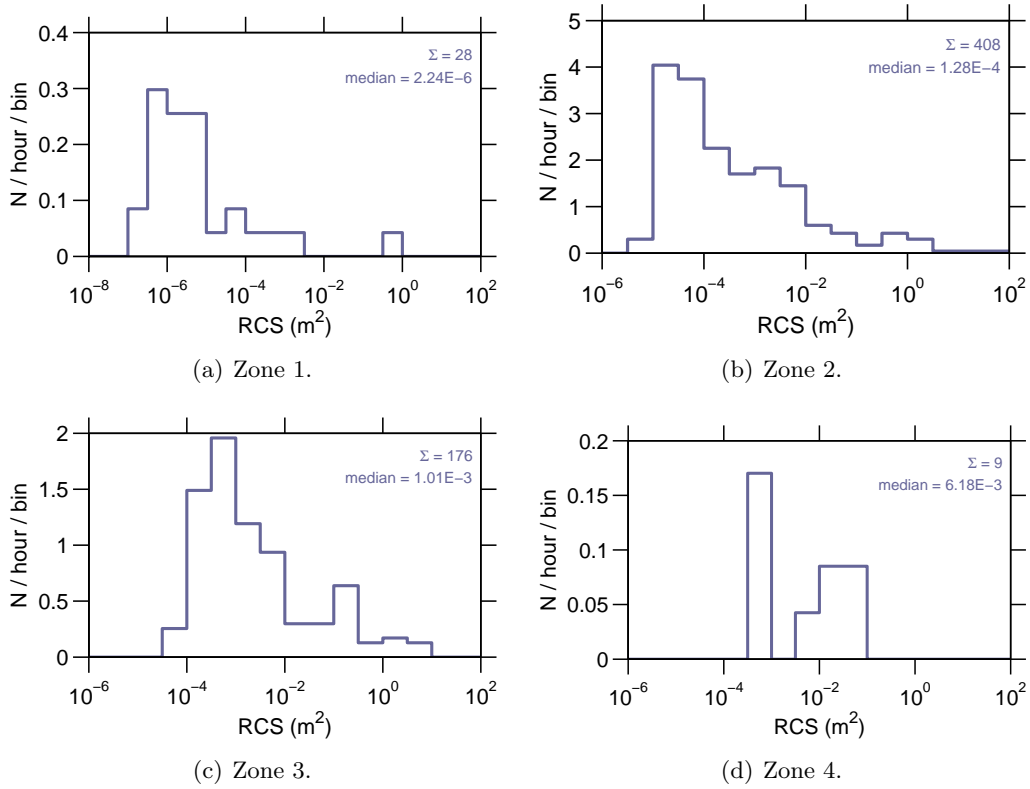 0.4
0.3
0.2
0.1
0
N / hour / bin
Σ = 28
median = 2.24E−6
10^−8 10^−6 10^−4 10^−2 10^0 10^2
RCS (m^2)
(a) Zone 1.
5
4
3
2
1
0
N / hour / bin
Σ = 408
median = 1.28E−4
10^−6 10^−4 10^−2 10^0 10^2
RCS (m^2)
(b) Zone 2.
2
1.5
1
0.5
0
N / hour / bin
Σ = 176
median = 1.01E−3
10^−6 10^−4 10^−2 10^0 10^2
RCS (m^2)
(c) Zone 3.
0.2
0.15
0.1
0.05
0
N / hour / bin
Σ = 9
median = 6.18E−3
10^−6 10^−4 10^−2 10^0 10^2
RCS (m^2)
(d) Zone 4.